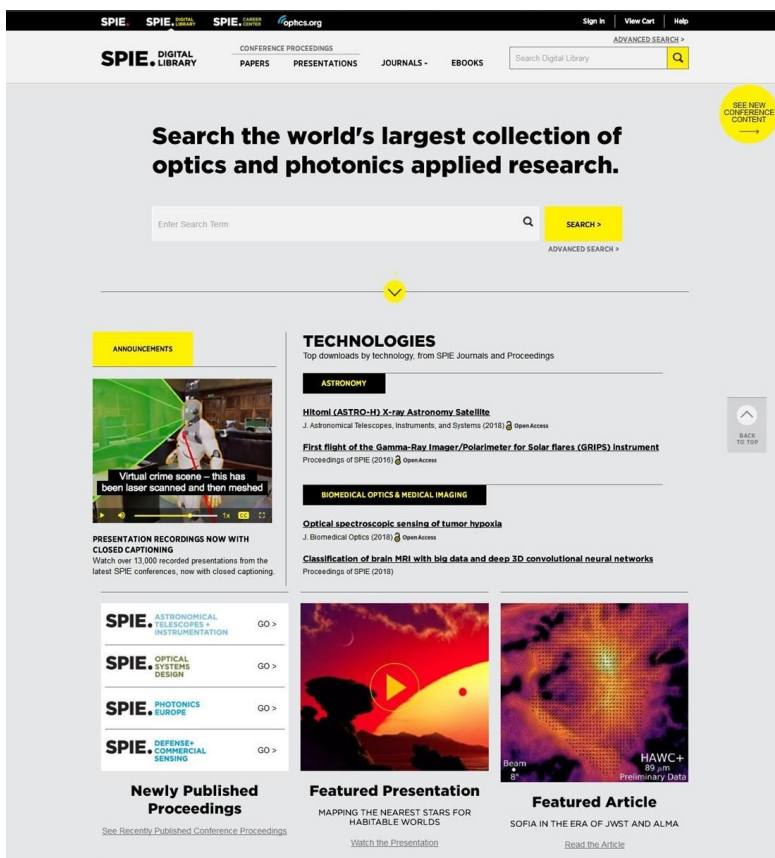 SPIE. SPIE. DIGITAL LIBRARY SPIE. CAREER CENTER optics.org Sign In View Cart Help
ADVANCED SEARCH >
SPIE. DIGITAL LIBRARY
CONFERENCE PROCEEDINGS
PAPERS PRESENTATIONS JOURNALS EBOOKS
Search Digital Library
SEE NEW
CONFERENCE
CONTENT
Search the world's largest collection of
optics and photonics applied research.
Enter Search Term
SEARCH >
ADVANCED SEARCH >
ANNOUNCEMENTS
Virtual crime scene – this has
been laser scanned and then meshed
1x CC
PRESENTATION RECORDINGS NOW WITH
CLOSED CAPTIONING
Watch over 13,000 recorded presentations from the
latest SPIE conferences, now with closed captioning.
TECHNOLOGIES
Top downloads by technology, from SPIE Journals and Proceedings
ASTRONOMY
Hitomi (ASTRO-H) X-ray Astronomy Satellite
J. Astronomical Telescopes, Instruments, and Systems (2018) Open Access
First flight of the Gamma-Ray Imager/Polarimeter for Solar flares (GRIPS) instrument
Proceedings of SPIE (2016) Open Access
BIOMEDICAL OPTICS & MEDICAL IMAGING
Optical spectroscopic sensing of tumor hypoxia
J. Biomedical Optics (2018) Open Access
Classification of brain MRI with big data and deep 3D convolutional neural networks
Proceedings of SPIE (2018)
BACK
TO TOP
SPIE. ASTRONOMICAL
TELESCOPES +
INSTRUMENTATION GO >
SPIE. OPTICAL
SYSTEMS
DESIGN GO >
SPIE. PHOTONICS
EUROPE GO >
SPIE. DEFENSE+
COMMERCIAL
SENSING GO >
Newly Published
Proceedings
See Recently Published Conference Proceedings
Featured Presentation
MAPPING THE NEAREST STARS FOR
HABITABLE WORLDS
Watch the Presentation
Beam
8"
HAWC+
89 μm
Preliminary Data
Featured Article
SOFIA IN THE ERA OF JWST AND ALMA
Read the Article